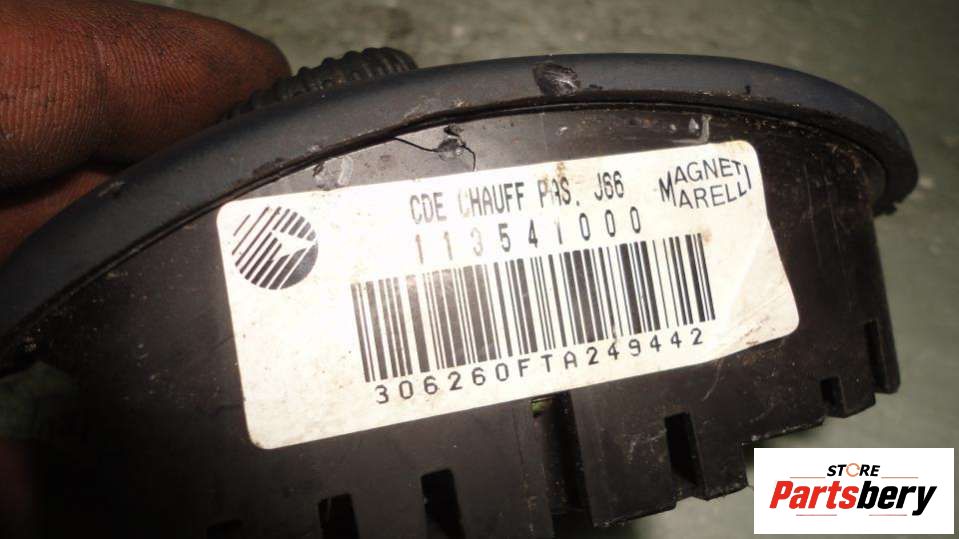 CDE CHAUFF PAS. J66
MAGNETI
MARELLI
113541000
306260FTA249442
STORE
Partsbery